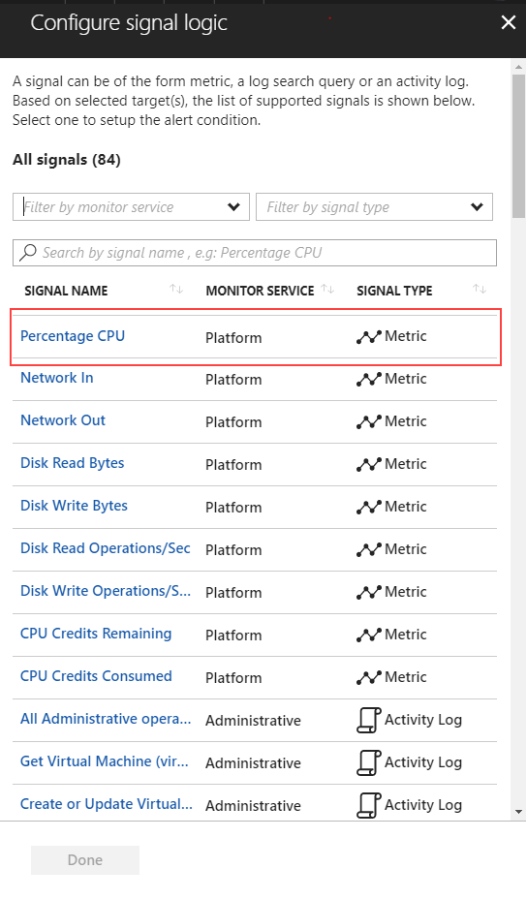 Configure signal logic
A signal can be of the form metric, a log search query or an activity log.
Based on selected target(s), the list of supported signals is shown below.
Select one to setup the alert condition.
All signals (84)
Filter by monitor service Filter by signal type
Search by signal name , e.g: Percentage CPU
SIGNAL NAME MONITOR SERVICE SIGNAL TYPE
Percentage CPU Platform Metric
Network In Platform Metric
Network Out Platform Metric
Disk Read Bytes Platform Metric
Disk Write Bytes Platform Metric
Disk Read Operations/Sec Platform Metric
Disk Write Operations/S... Platform Metric
CPU Credits Remaining Platform Metric
CPU Credits Consumed Platform Metric
All Administrative opera... Administrative Activity Log
Get Virtual Machine (vir... Administrative Activity Log
Create or Update Virtual... Administrative Activity Log
Done